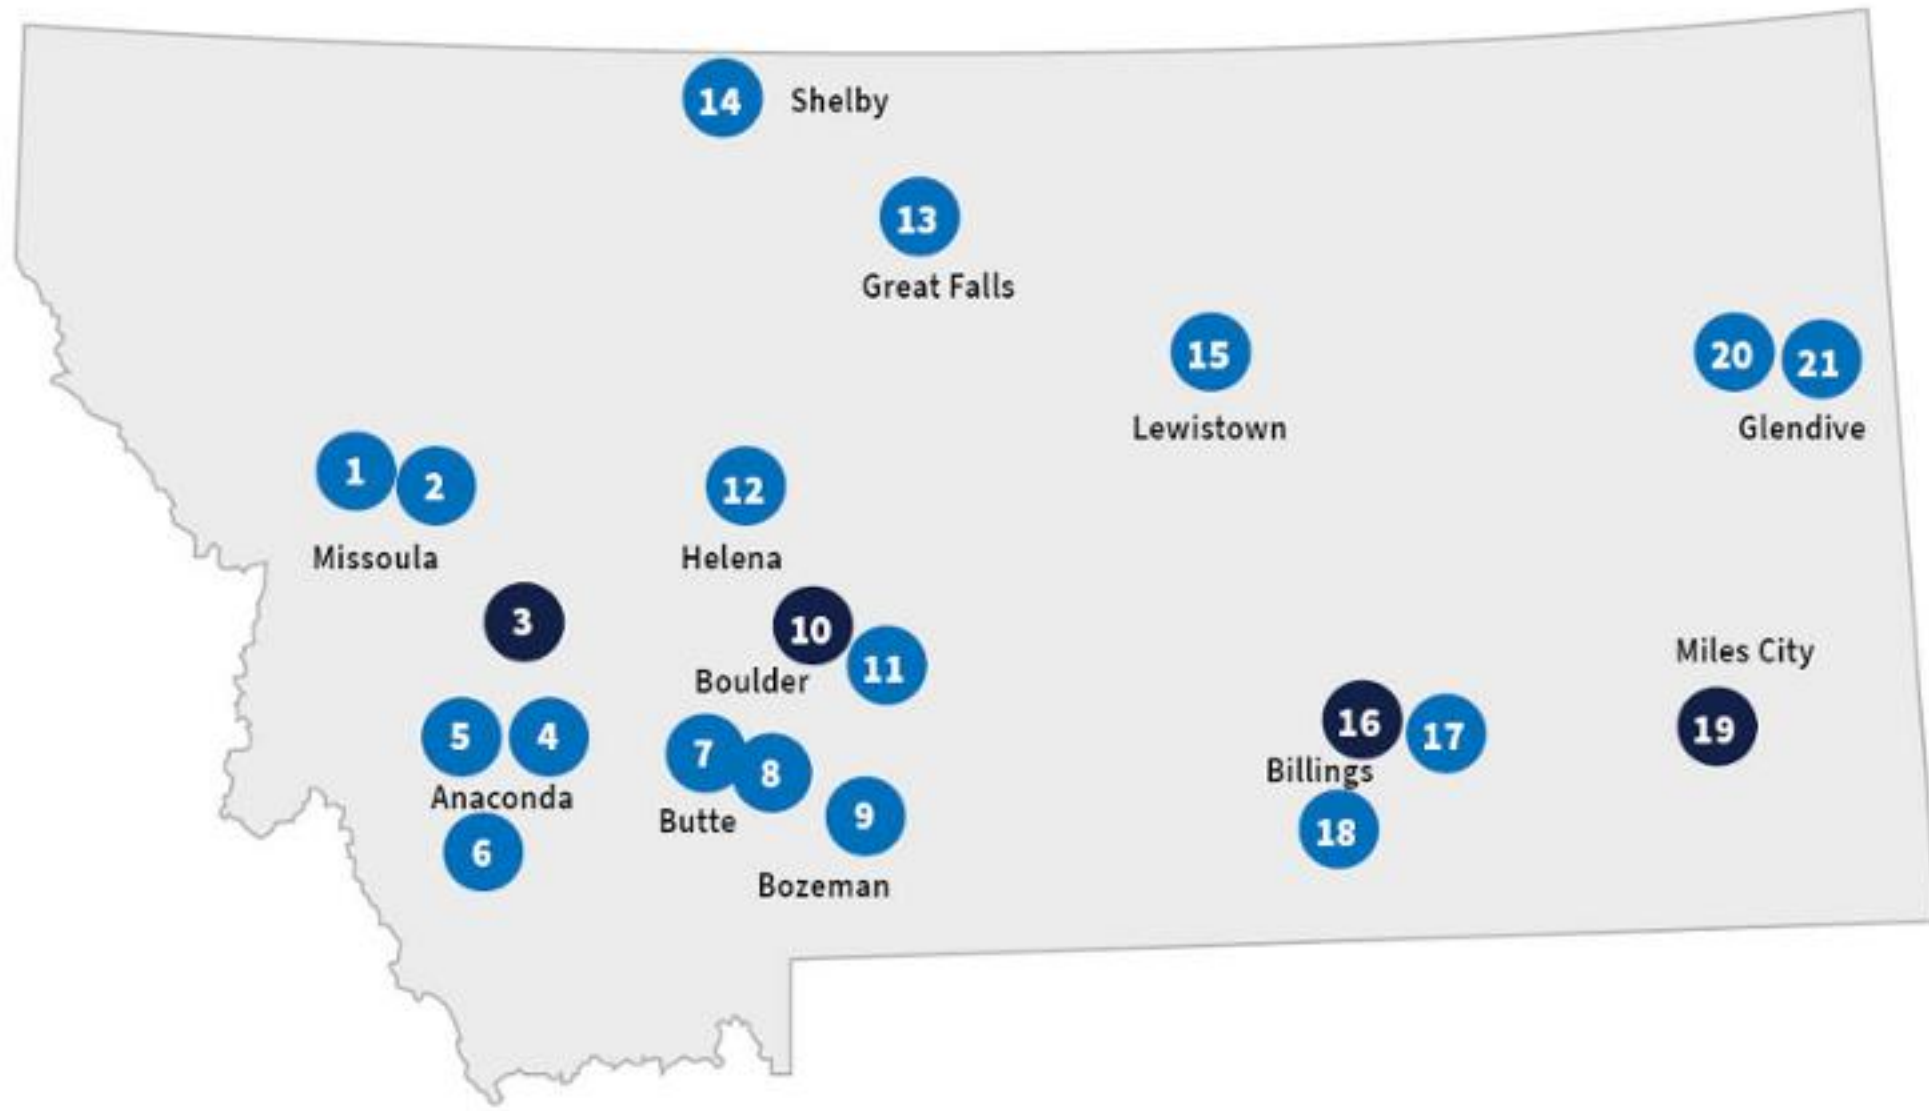 14 Shelby
13
Great Falls
15
20 21
Lewistown
Glendive
1 2
12
Missoula
Helena
3
10
11
Miles City
Boulder
5 4
7 8
16 17
19
Anaconda
Butte
Billings
9
18
6
Bozeman